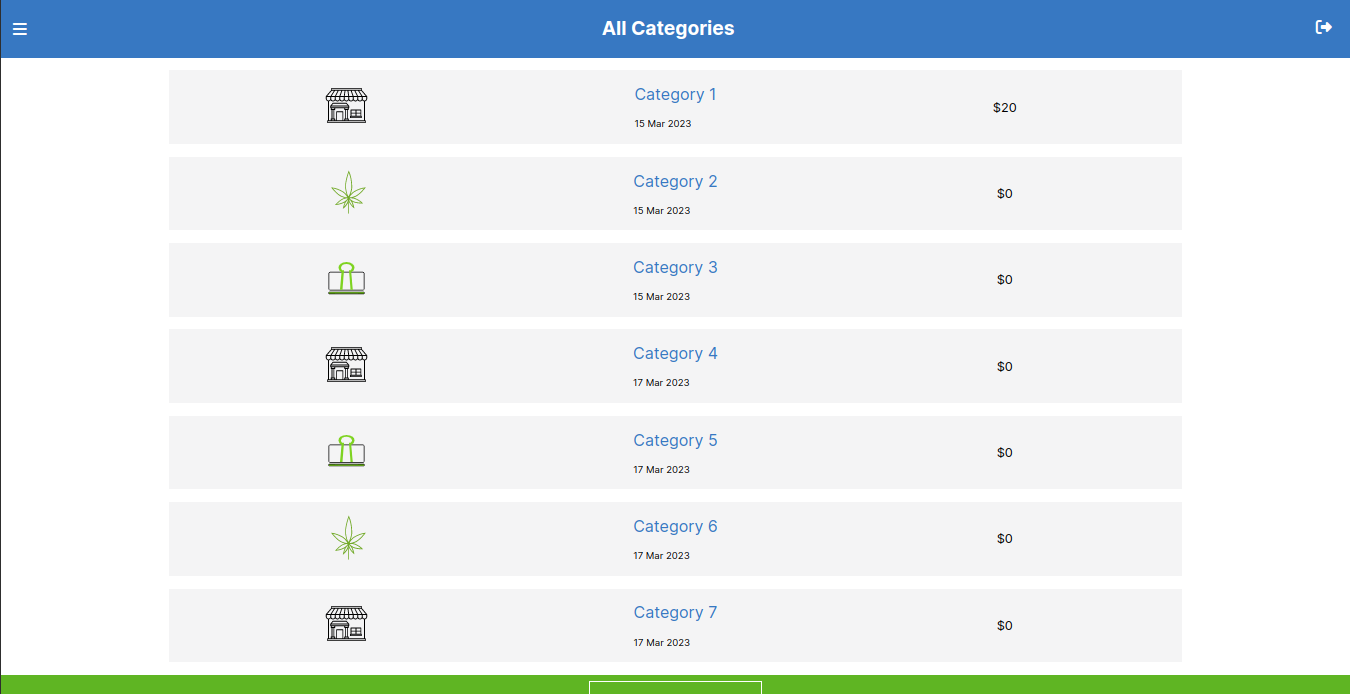 All Categories
Category 1
15 Mar 2023
$20
Category 2
15 Mar 2023
$0
Category 3
15 Mar 2023
$0
Category 4
17 Mar 2023
$0
Category 5
17 Mar 2023
$0
Category 6
17 Mar 2023
$0
Category 7
17 Mar 2023
$0